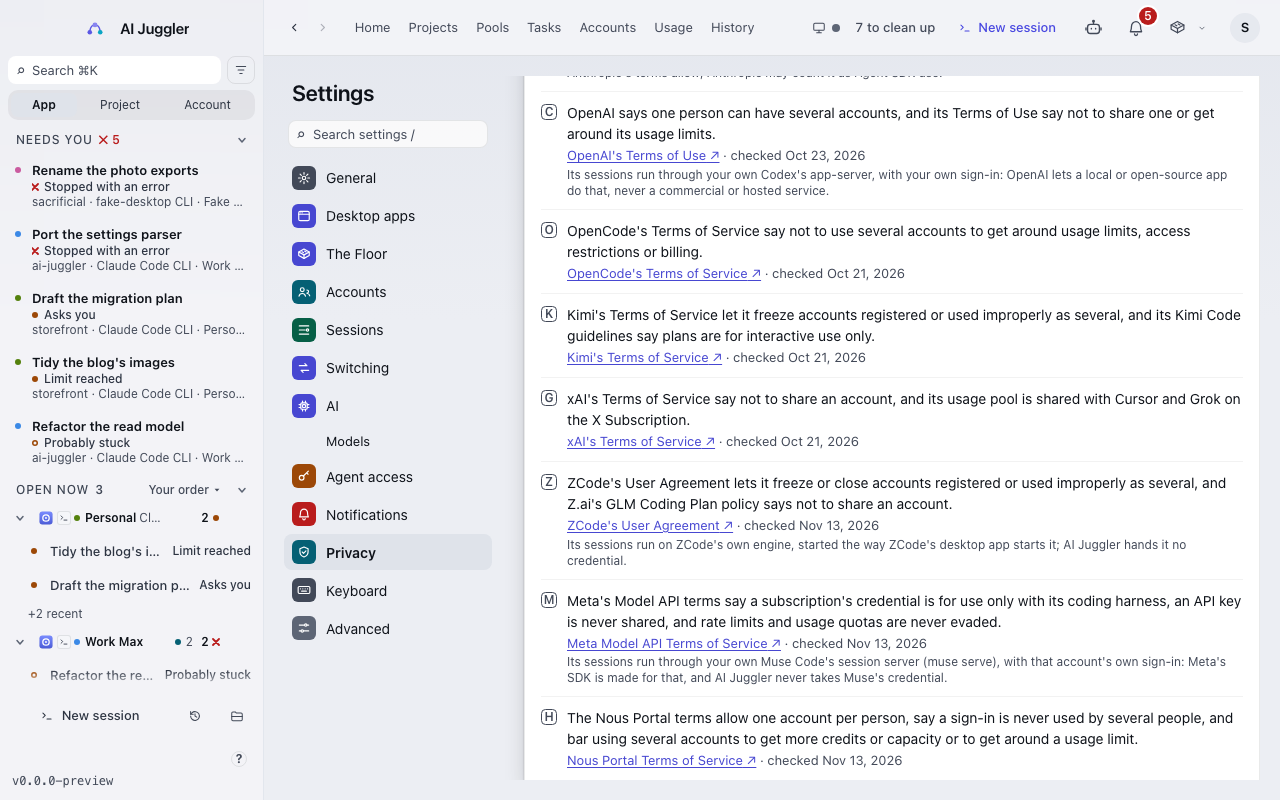 AI Juggler
Search ⌘K
App Project Account
NEEDS YOU 5
Rename the photo exports
Stopped with an error
sacrificial · fake-desktop CLI · Fake ...
Port the settings parser
Stopped with an error
ai-juggler · Claude Code CLI · Work ...
Draft the migration plan
Asks you
storefront · Claude Code CLI · Perso...
Tidy the blog's images
Limit reached
storefront · Claude Code CLI · Perso...
Refactor the read model
Probably stuck
ai-juggler · Claude Code CLI · Work ...
OPEN NOW 3 Your order
Personal Cl... 2
Tidy the blog's i... Limit reached
Draft the migration p... Asks you
+2 recent
Work Max 2 2
Refactor the re... Probably stuck
New session
?
v0.0.0-preview
Home Projects Pools Tasks Accounts Usage History
7 to clean up
New session
5
S
Settings
Search settings /
General
Desktop apps
The Floor
Accounts
Sessions
Switching
AI
Models
Agent access
Notifications
Privacy
Keyboard
Advanced
C OpenAI says one person can have several accounts, and its Terms of Use say not to share one or get
around its usage limits.
OpenAI's Terms of Use ↗ · checked Oct 23, 2026
Its sessions run through your own Codex's app-server, with your own sign-in: OpenAI lets a local or open-source app
do that, never a commercial or hosted service.
O OpenCode's Terms of Service say not to use several accounts to get around usage limits, access
restrictions or billing.
OpenCode's Terms of Service ↗ · checked Oct 21, 2026
K Kimi's Terms of Service let it freeze accounts registered or used improperly as several, and its Kimi Code
guidelines say plans are for interactive use only.
Kimi's Terms of Service ↗ · checked Oct 21, 2026
G xAI's Terms of Service say not to share an account, and its usage pool is shared with Cursor and Grok on
the X Subscription.
xAI's Terms of Service ↗ · checked Oct 21, 2026
Z ZCode's User Agreement lets it freeze or close accounts registered or used improperly as several, and
Z.ai's GLM Coding Plan policy says not to share an account.
ZCode's User Agreement ↗ · checked Nov 13, 2026
Its sessions run on ZCode's own engine, started the way ZCode's desktop app starts it; AI Juggler hands it no
credential.
M Meta's Model API terms say a subscription's credential is for use only with its coding harness, an API key
is never shared, and rate limits and usage quotas are never evaded.
Meta Model API Terms of Service ↗ · checked Nov 13, 2026
Its sessions run through your own Muse Code's session server (muse serve), with that account's own sign-in: Meta's
SDK is made for that, and AI Juggler never takes Muse's credential.
H The Nous Portal terms allow one account per person, say a sign-in is never used by several people, and
bar using several accounts to get more credits or capacity or to get around a usage limit.
Nous Portal Terms of Service ↗ · checked Nov 13, 2026